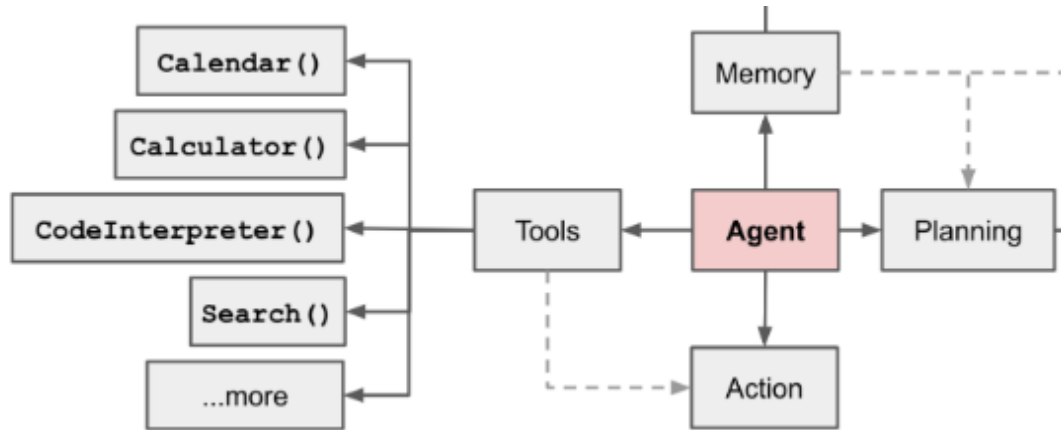 Calendar()
Memory
Calculator()
CodeInterpreter()
Tools
Agent
Planning
Search()
...more
Action